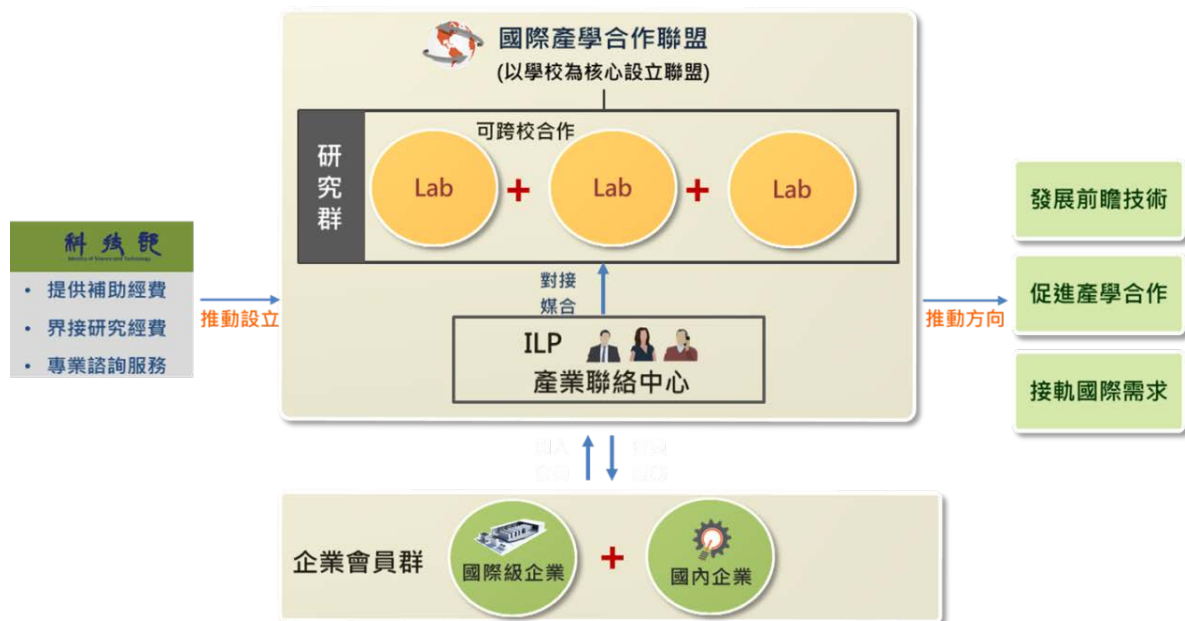 國際產學合作聯盟
(以學校為核心設立聯盟)
研究群
可跨校合作
Lab + Lab + Lab
對接
媒合
ILP
產業聯絡中心
科技部
Ministry of Science and Technology
• 提供補助經費
• 界接研究經費
• 專業諮詢服務
推動設立
推動方向
發展前瞻技術
促進產學合作
接軌國際需求
企業會員群
國際級企業
+
國內企業